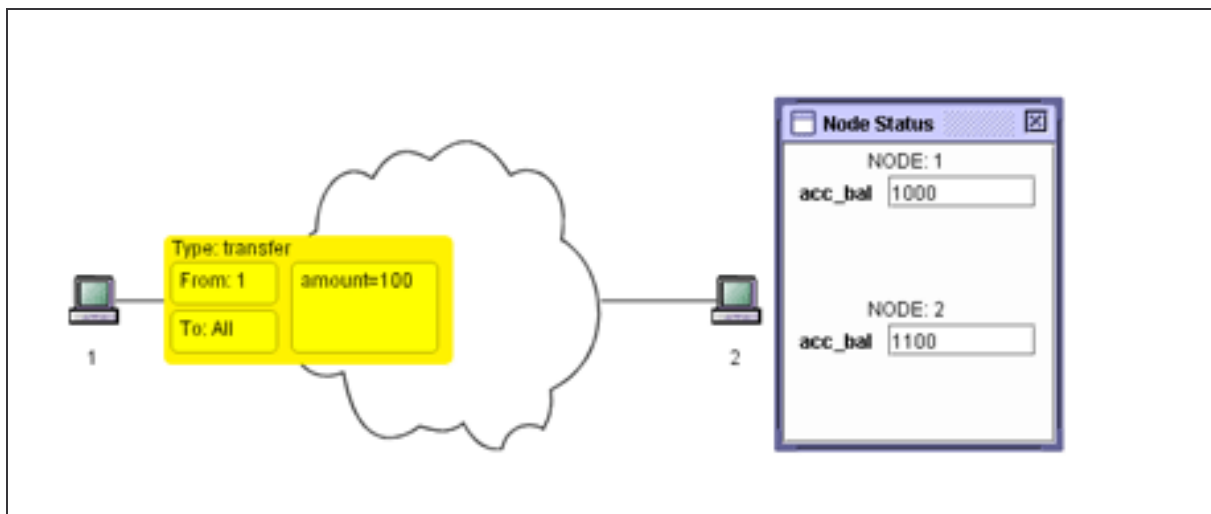 Type: transfer
From: 1
amount=100
To: All
1
2
Node Status
NODE: 1
acc_bal 1000
NODE: 2
acc_bal 1100